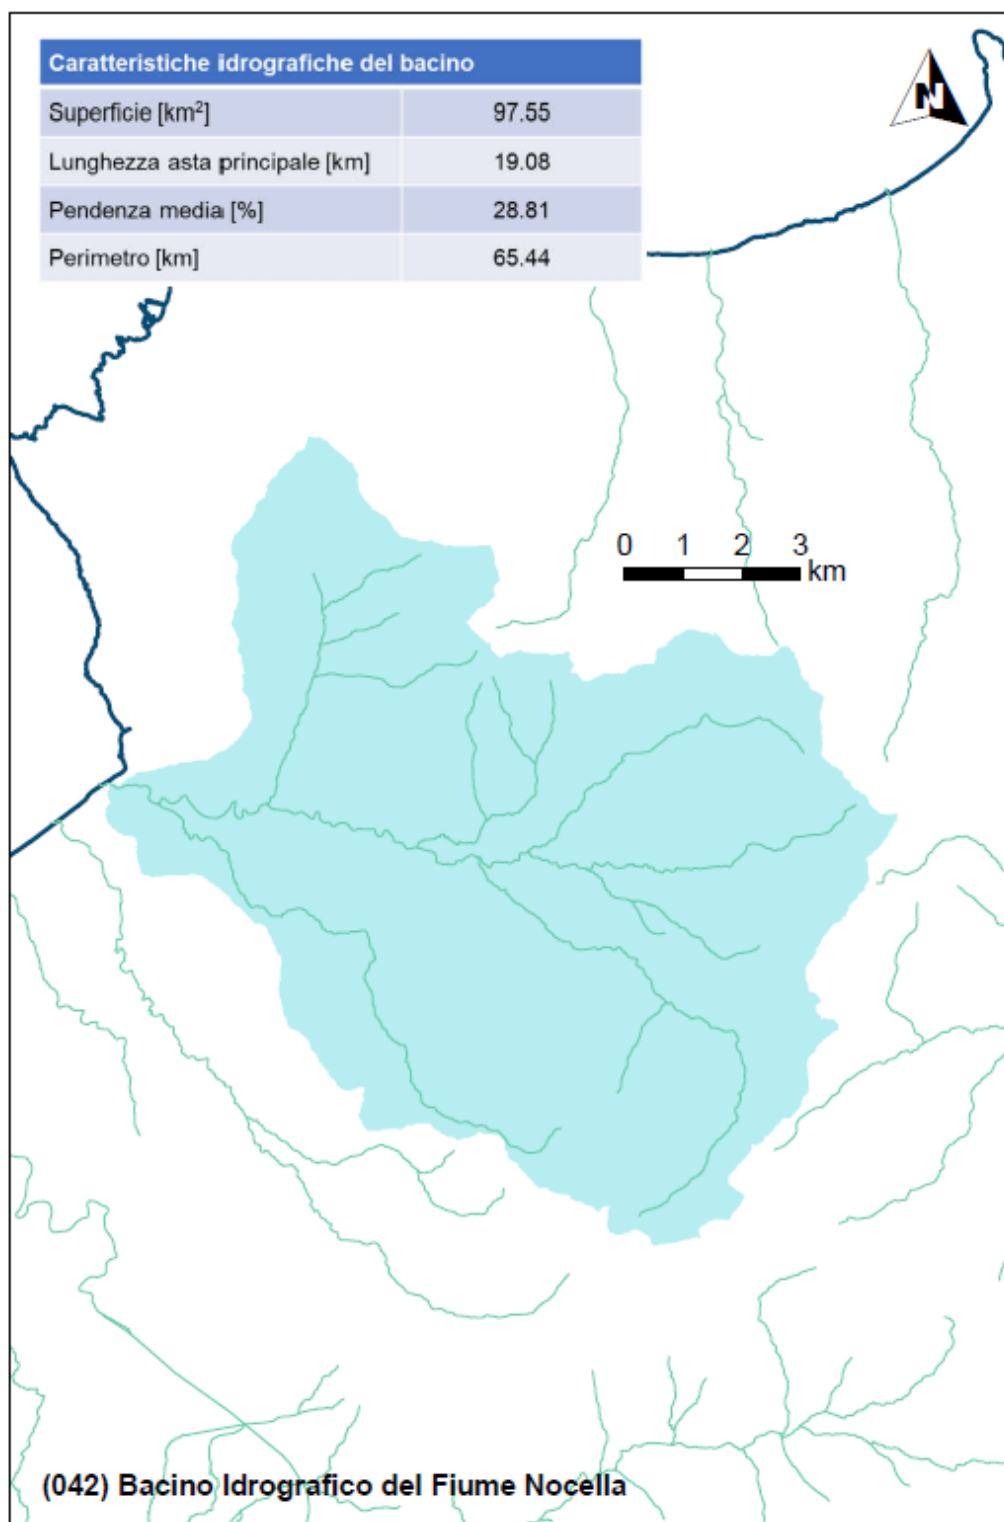 Caratteristiche idrografiche del bacino
Superficie [km²] 97.55
Lunghezza asta principale [km] 19.08
Pendenza media [%] 28.81
Perimetro [km] 65.44
N
0 1 2 3
km
(042) Bacino Idrografico del Fiume Nocella